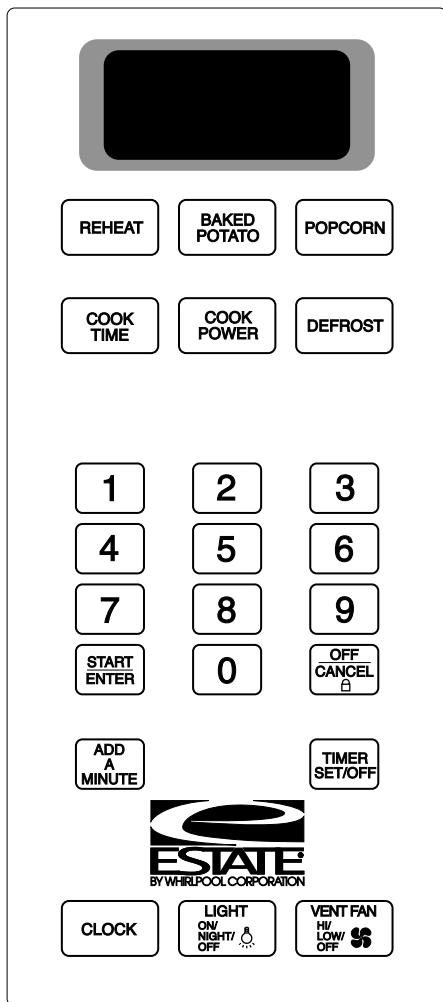 REHEAT
BAKED
POTATO
POPCORN
COOK
TIME
COOK
POWER
DEFROST
1
2
3
4
5
6
7
8
9
START
ENTER
0
OFF
CANCEL
ADD
A
MINUTE
TIMER
SET/OFF
ESTATE
BY WHIRLPOOL CORPORATION
CLOCK
LIGHT
ON/
NIGHT/
OFF
VENT FAN
HI/
LOW/
OFF